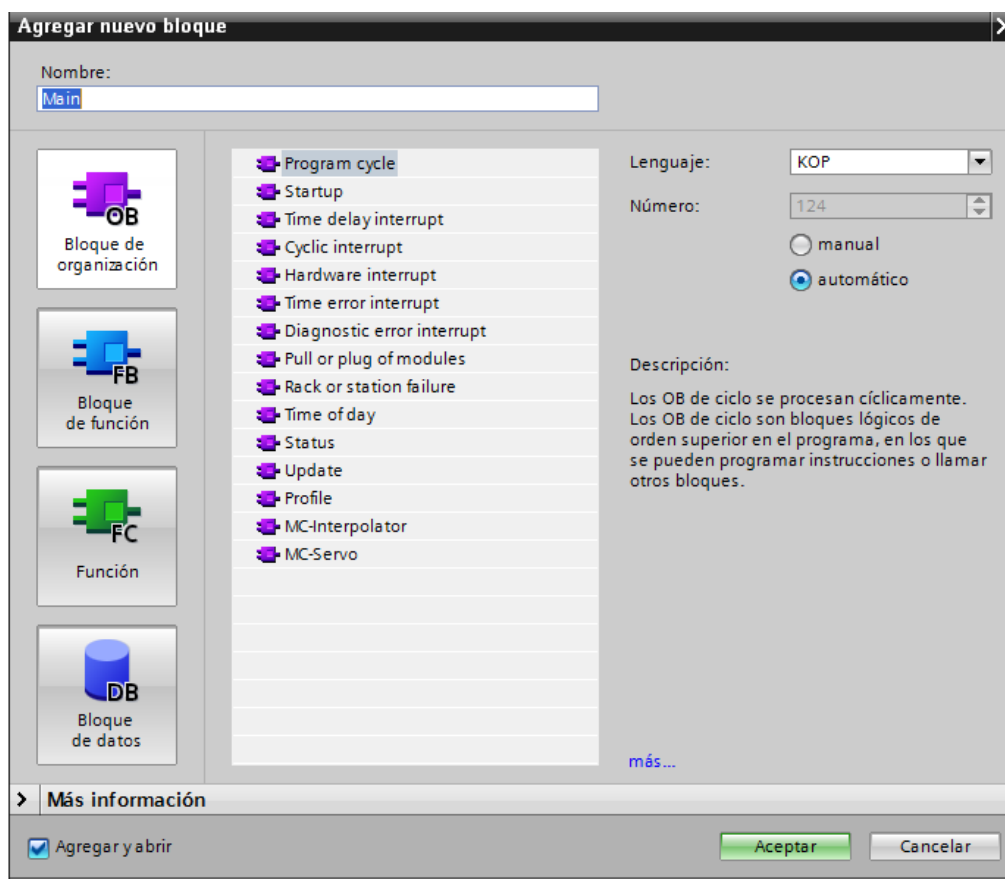 Agregar nuevo bloque
Nombre:
Main
OB
Bloque de
organización
FB
Bloque
de función
FC
Función
DB
Bloque
de datos
Program cycle
Startup
Time delay interrupt
Cyclic interrupt
Hardware interrupt
Time error interrupt
Diagnostic error interrupt
Pull or plug of modules
Rack or station failure
Time of day
Status
Update
Profile
MC-Interpolator
MC-Servo
Lenguaje:
KOP
Número:
124
manual
automático
Descripción:
Los OB de ciclo se procesan cíclicamente.
Los OB de ciclo son bloques lógicos de
orden superior en el programa, en los que
se pueden programar instrucciones o llamar
otros bloques.
más...
Más información
Agregar y abrir
Aceptar
Cancelar